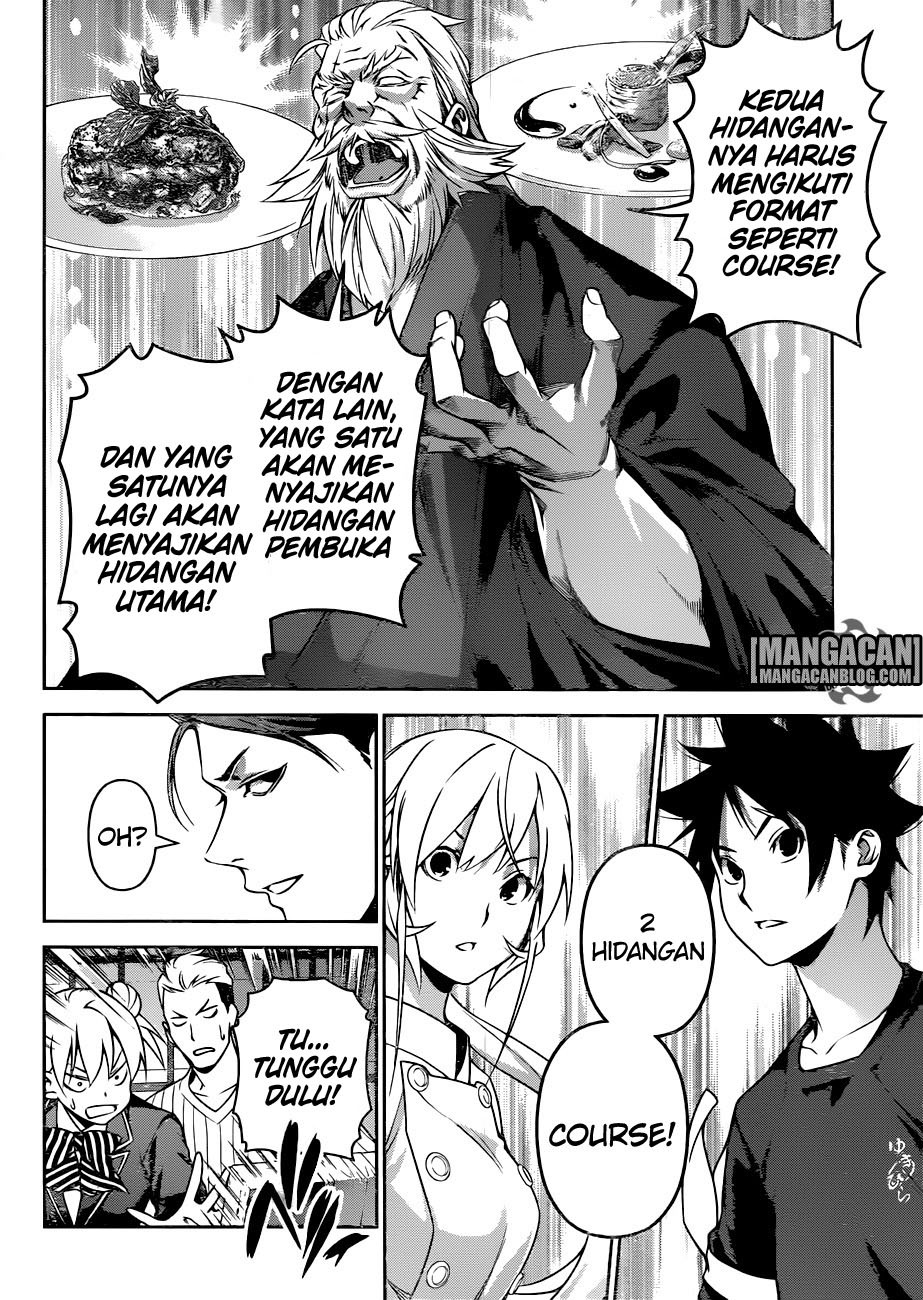 KEDUA
HIDANGAN-
NYA HARUS
MENGIKUTI
FORMAT
SEPERTI
COURSE!
DENGAN
KATA LAIN,
YANG SATU
AKAN ME-
NYAJIKAN
HIDANGAN
PEMBUKA
DAN YANG
SATUNYA
LAGI AKAN
MENYAJIKAN
HIDANGAN
UTAMA!
MANGACAN
MANGACANBLOG.COM
2
HIDANGAN
COURSE!
ゆきひら
OH?
TU...
TUNGGU
DULU!